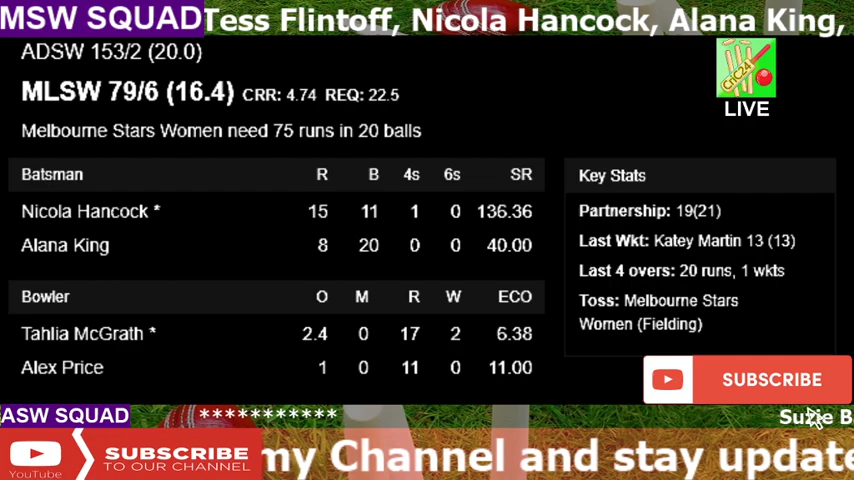 MSW SQUAD Tess Flintoff, Nicola Hancock, Alana King,
ADSW 153/2 (20.0)
MLSW 79/6 (16.4) CRR: 4.74 REQ: 22.5
Cric24
LIVE
Melbourne Stars Women need 75 runs in 20 balls
Batsman R B 4s 6s SR
Nicola Hancock * 15 11 1 0 136.36
Alana King 8 20 0 0 40.00
Bowler O M R W ECO
Tahlia McGrath * 2.4 0 17 2 6.38
Alex Price 1 0 11 0 11.00
Key Stats
Partnership: 19(21)
Last Wkt: Katey Martin 13 (13)
Last 4 overs: 20 runs, 1 wkts
Toss: Melbourne Stars
Women (Fielding)
SUBSCRIBE
ASW SQUAD *********** Suzie B
YouTube
SUBSCRIBE
TO OUR CHANNEL
my Channel and stay update